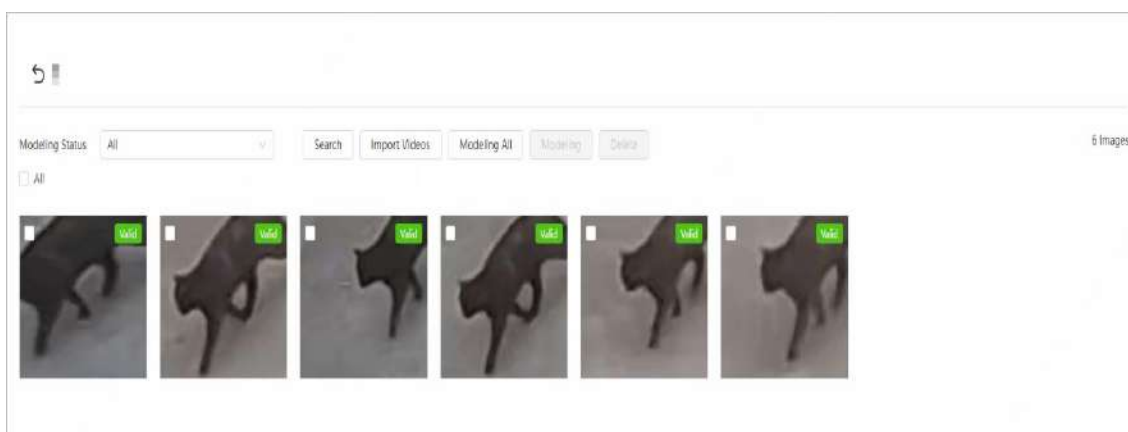 Modeling Status All Search Import Videos Modeling All Modeling Delete 6 Images
All
Valid Valid Valid Valid Valid Valid